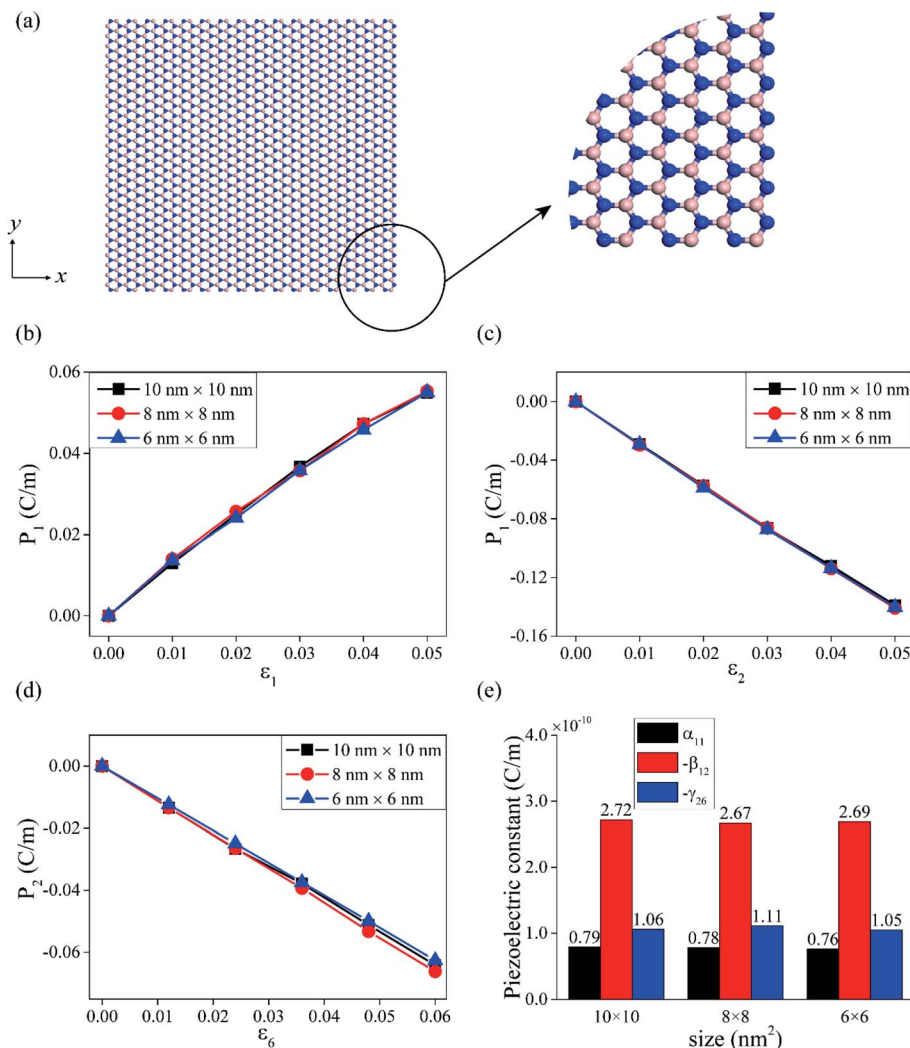 (a)
y
x
(b)
0.06
0.04
0.02
0.00
P₁ (C/m)
10 nm × 10 nm
8 nm × 8 nm
6 nm × 6 nm
0.00 0.01 0.02 0.03 0.04 0.05
ε₁
(c)
0.00
-0.04
-0.08
-0.12
-0.16
P₁ (C/m)
10 nm × 10 nm
8 nm × 8 nm
6 nm × 6 nm
0.00 0.01 0.02 0.03 0.04 0.05
ε₂
(d)
0.00
-0.02
-0.04
-0.06
P₂ (C/m)
10 nm × 10 nm
8 nm × 8 nm
6 nm × 6 nm
0.00 0.01 0.02 0.03 0.04 0.05 0.06
ε₆
(e)
×10⁻¹⁰
4.0
3.0
2.0
1.0
0.0
Piezoelectric constant (C/m)
α₁₁
-β₁₂
-γ₂₆
2.72 2.67 2.69
0.79 1.06 0.78 1.11 0.76 1.05
10×10 8×8 6×6
size (nm²)